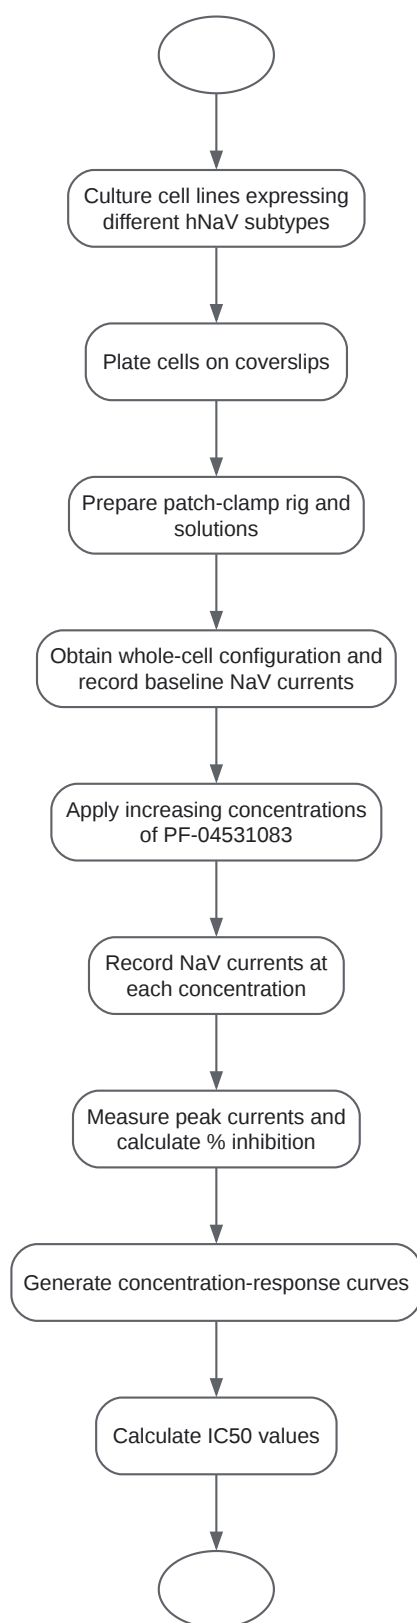 Culture cell lines expressing
different hNaV subtypes
Plate cells on coverslips
Prepare patch-clamp rig and
solutions
Obtain whole-cell configuration and
record baseline NaV currents
Apply increasing concentrations
of PF-04531083
Record NaV currents at
each concentration
Measure peak currents and
calculate % inhibition
Generate concentration-response curves
Calculate IC50 values